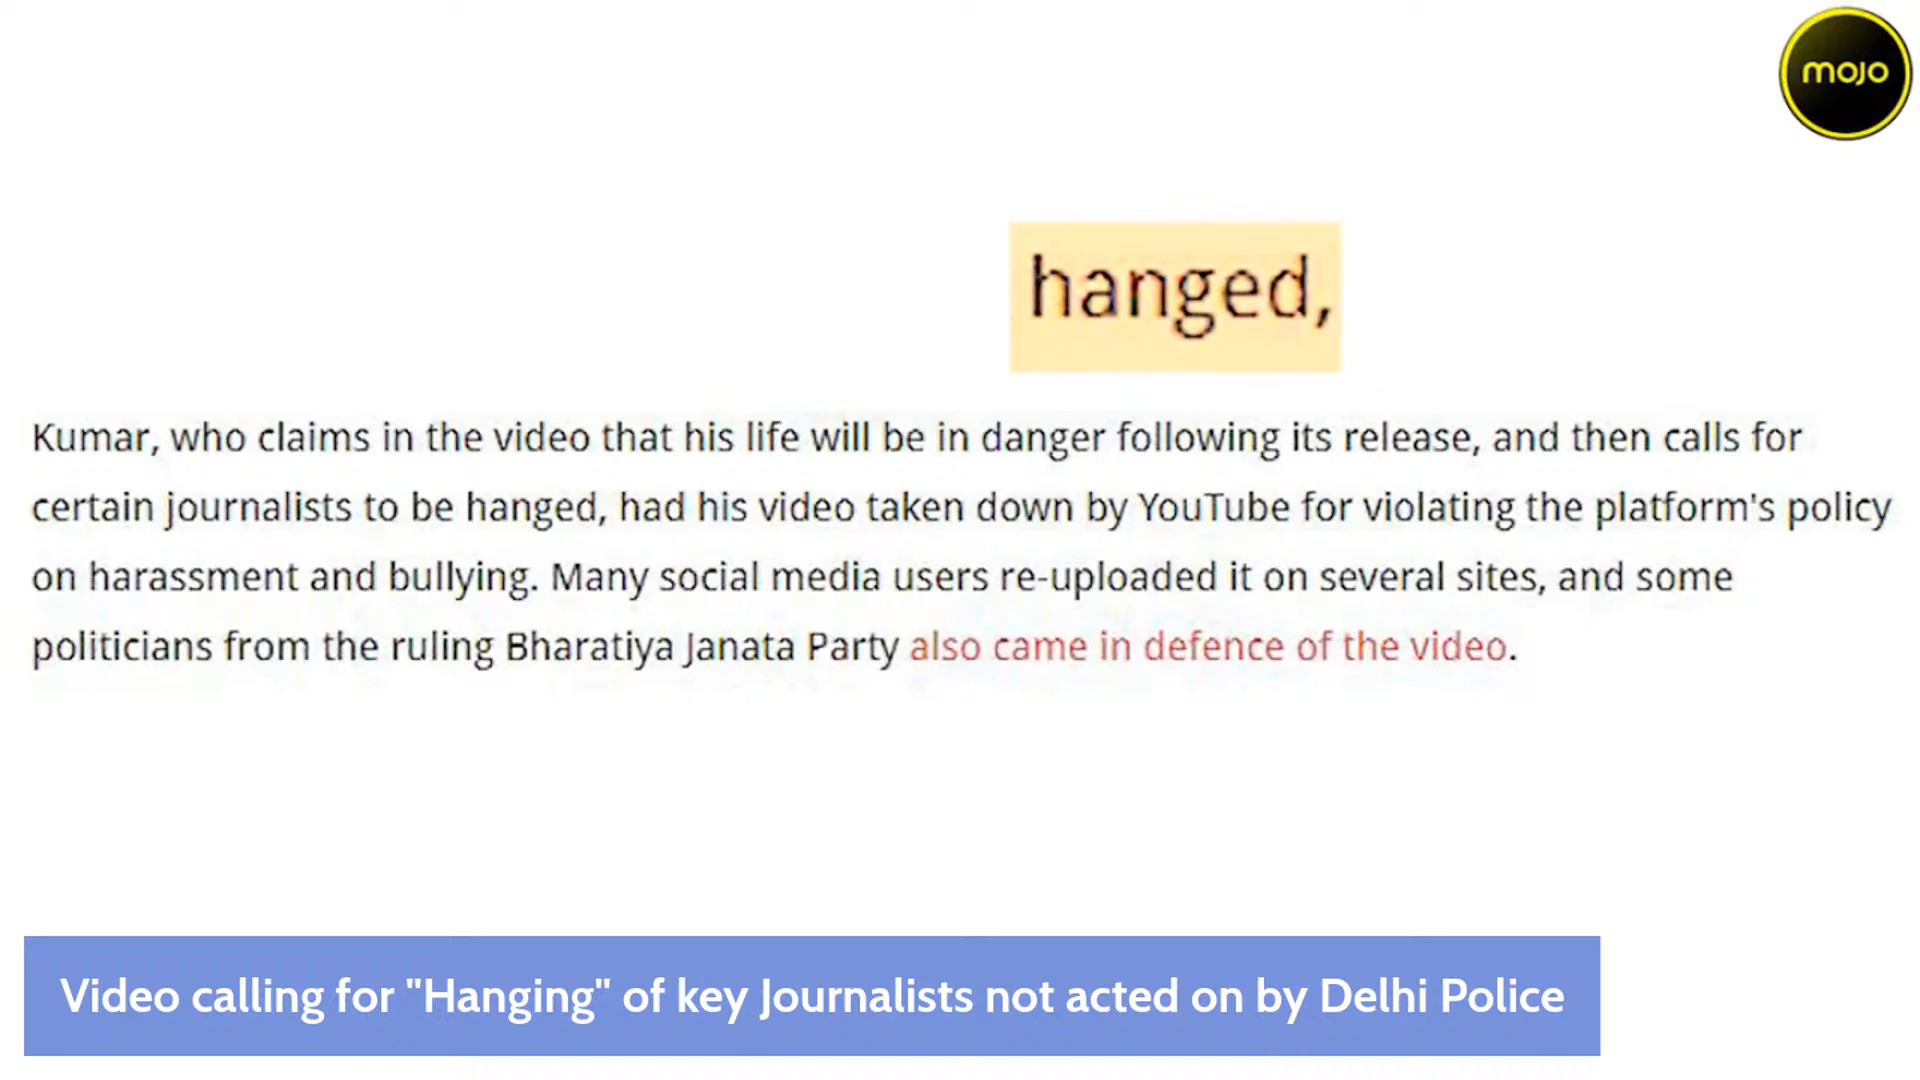 mojo
hanged,
Kumar, who claims in the video that his life will be in danger following its release, and then calls for
certain journalists to be hanged, had his video taken down by YouTube for violating the platform's policy
on harassment and bullying. Many social media users re-uploaded it on several sites, and some
politicians from the ruling Bharatiya Janata Party also came in defence of the video.
Video calling for "Hanging" of key Journalists not acted on by Delhi Police